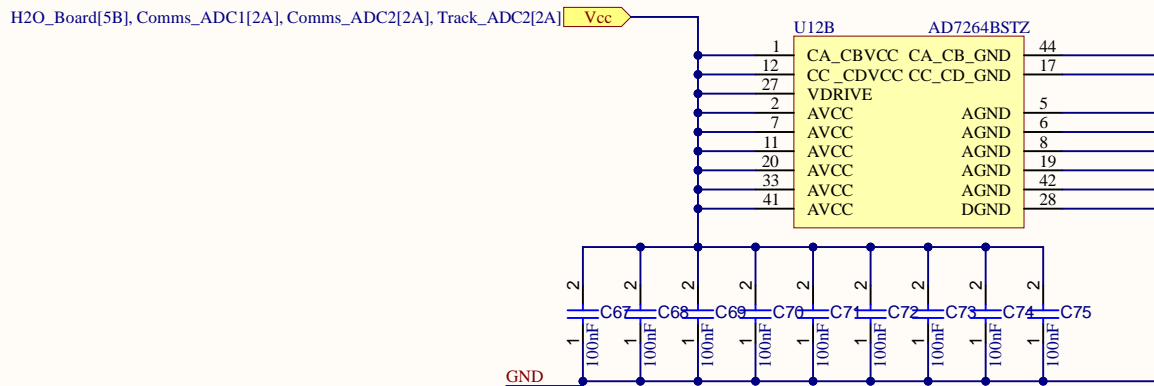 H2O_Board[5B], Comms_ADC1[2A], Comms_ADC2[2A], Track_ADC2[2A] Vcc
U12B AD7264BSTZ
1 CA_CBVCC CA_CB_GND 44
12 CC_CDVCC CC_CD_GND 17
27 VDRIVE
2 AVCC AGND 5
7 AVCC AGND 6
11 AVCC AGND 8
20 AVCC AGND 19
33 AVCC AGND 42
41 AVCC DGND 28
2 2 2 2 2 2 2 2 2
C67 C68 C69 C70 C71 C72 C73 C74 C75
1 1 1 1 1 1 1 1 1
100nF 100nF 100nF 100nF 100nF 100nF 100nF 100nF 100nF
GND